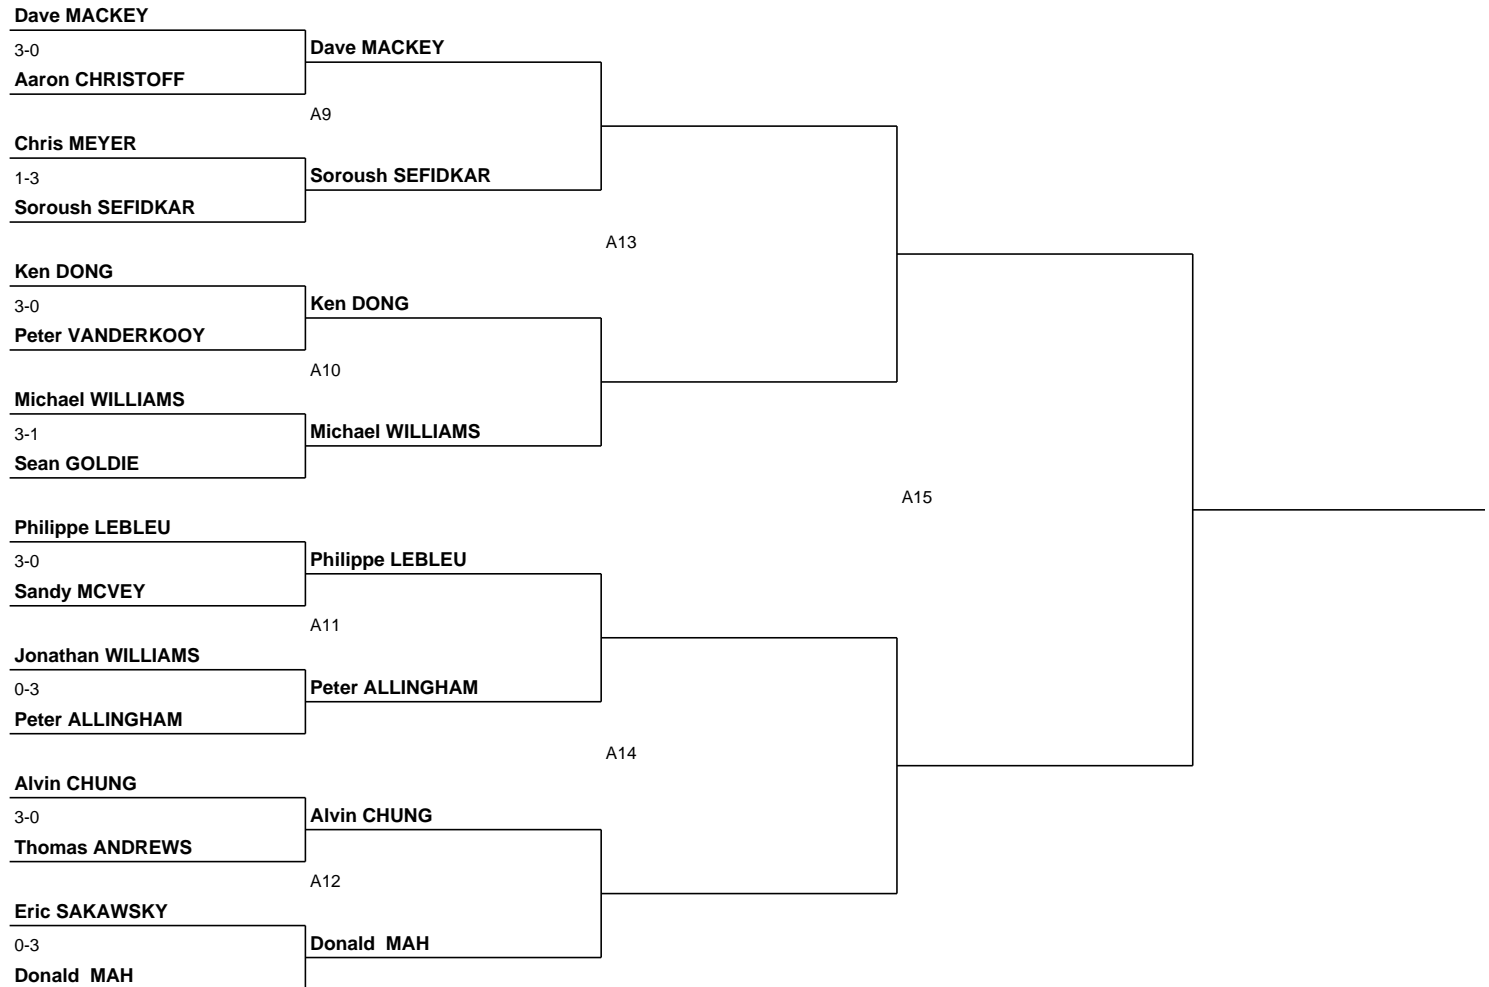 Dave MACKEY
3-0
Dave MACKEY
Aaron CHRISTOFF
A9
Chris MEYER
1-3
Soroush SEFIDKAR
Soroush SEFIDKAR
A13
Ken DONG
3-0
Ken DONG
Peter VANDERKOOY
A10
Michael WILLIAMS
3-1
Michael WILLIAMS
Sean GOLDIE
A15
Philippe LEBLEU
3-0
Philippe LEBLEU
Sandy MCVEY
A11
Jonathan WILLIAMS
0-3
Peter ALLINGHAM
Peter ALLINGHAM
A14
Alvin CHUNG
3-0
Alvin CHUNG
Thomas ANDREWS
A12
Eric SAKAWSKY
0-3
Donald  MAH
Donald  MAH